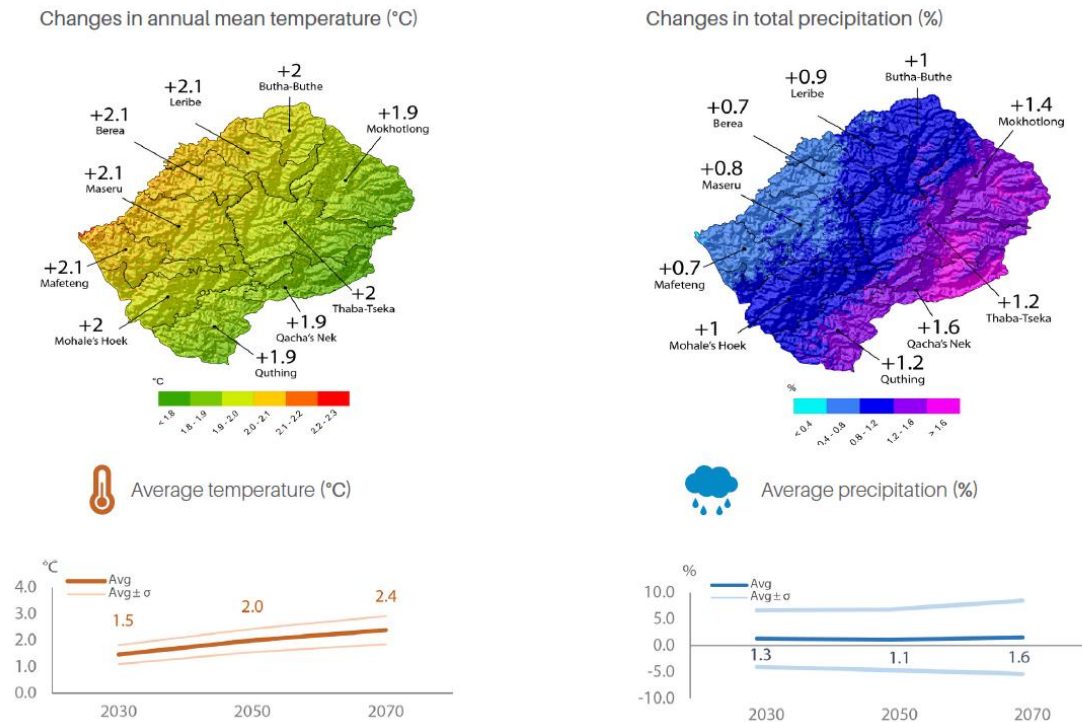 Changes in annual mean temperature (°C)
+2
Butha-Buthe
+2.1
Leribe
+1.9
Mokhotlong
+2.1
Berea
+2.1
Maseru
+2.1
Mafeteng
+2
Thaba-Tseka
+2
Mohale's Hoek
+1.9
Qacha's Nek
+1.9
Quthing
°C
< 1.8
1.8 - 1.9
1.9 - 2.0
2.0 - 2.1
2.1 - 2.2
2.2 - 2.3
Changes in total precipitation (%)
+1
Butha-Buthe
+0.9
Leribe
+1.4
Mokhotlong
+0.7
Berea
+0.8
Maseru
+0.7
Mafeteng
+1.2
Thaba-Tseka
+1
Mohale's Hoek
+1.6
Qacha's Nek
+1.2
Quthing
%
< 0.4
0.4 - 0.8
0.8 - 1.2
1.2 - 1.6
> 1.6
Average temperature (°C)
°C
Avg
Avg ± σ
4.0
3.0
2.0
1.0
0.0
1.5
2.0
2.4
2030
2050
2070
Average precipitation (%)
%
Avg
Avg ± σ
10.0
5.0
0.0
-5.0
-10.0
1.3
1.1
1.6
2030
2050
2070